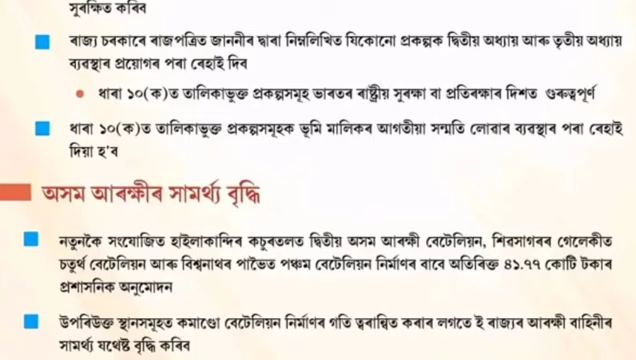 সুৰক্ষিত কৰিব
ৰাজ্য চৰকাৰে ৰাজপত্ৰিত জাননীৰ দ্বাৰা নিম্নলিখিত যিকোনো প্ৰকল্পক দ্বিতীয় অধ্যায় আৰু তৃতীয় অধ্যায়
ব্যৱস্থাৰ প্ৰয়োগৰ পৰা ৰেহাই দিব
ধাৰা ১০(ক)ত তালিকাভুক্ত প্ৰকল্পসমূহ ভাৰতৰ ৰাষ্ট্ৰীয় সুৰক্ষা বা প্ৰতিৰক্ষাৰ দিশত গুৰুত্বপূৰ্ণ
ধাৰা ১০(ক)ত তালিকাভুক্ত প্ৰকল্পসমূহক ভূমি মালিকৰ আগতীয়া সন্মতি লোৱাৰ ব্যৱস্থাৰ পৰা ৰেহাই
দিয়া হ'ব
অসম আৰক্ষীৰ সামৰ্থ্য বৃদ্ধি
নতুনকৈ সংযোজিত হাইলাকান্দিৰ কচুৰতলত দ্বিতীয় অসম আৰক্ষী বেটেলিয়ন, শিৱসাগৰৰ গেলেকীত
চতুৰ্থ বেটেলিয়ন আৰু বিশ্বনাথৰ পাভৈত পঞ্চম বেটেলিয়ন নিৰ্মাণৰ বাবে অতিৰিক্ত ৪১.৭৭ কোটি টকাৰ
প্ৰশাসনিক অনুমোদন
উপৰিউক্ত স্থানসমূহত কমাণ্ডো বেটেলিয়ন নিৰ্মাণৰ গতি ত্বৰান্বিত কৰাৰ লগতে ই ৰাজ্যৰ আৰক্ষী বাহিনীৰ
সামৰ্থ্য যথেষ্ট বৃদ্ধি কৰিব